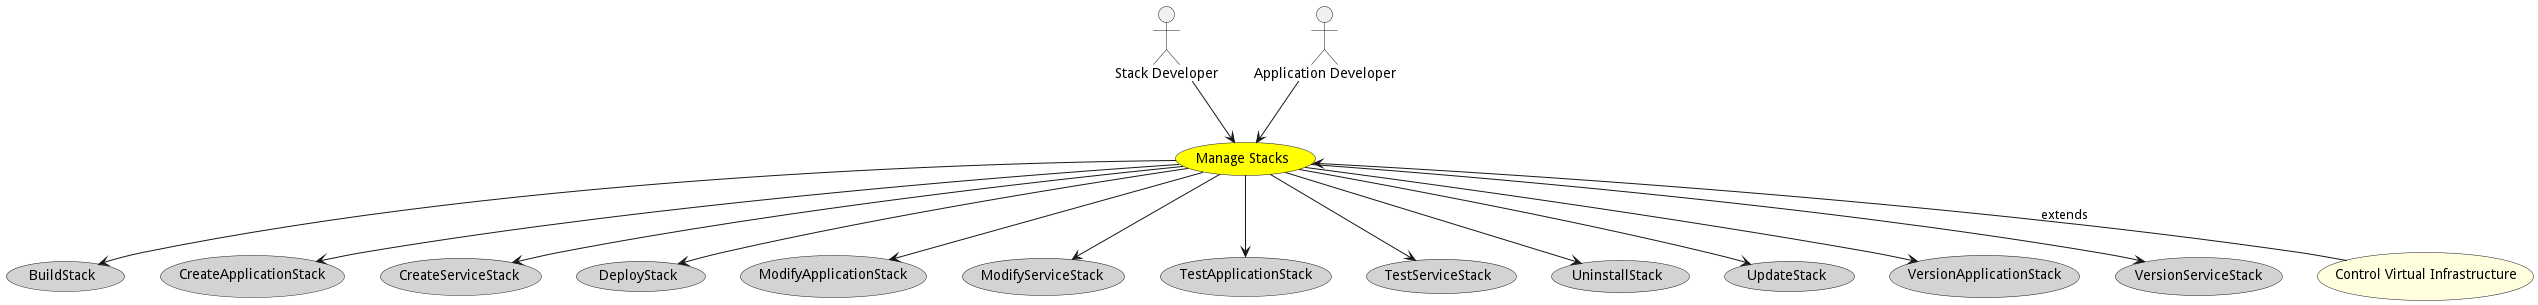 Stack Developer
Application Developer
Manage Stacks
extends
BuildStack
CreateApplicationStack
CreateServiceStack
DeployStack
ModifyApplicationStack
ModifyServiceStack
TestApplicationStack
TestServiceStack
UninstallStack
UpdateStack
VersionApplicationStack
VersionServiceStack
Control Virtual Infrastructure